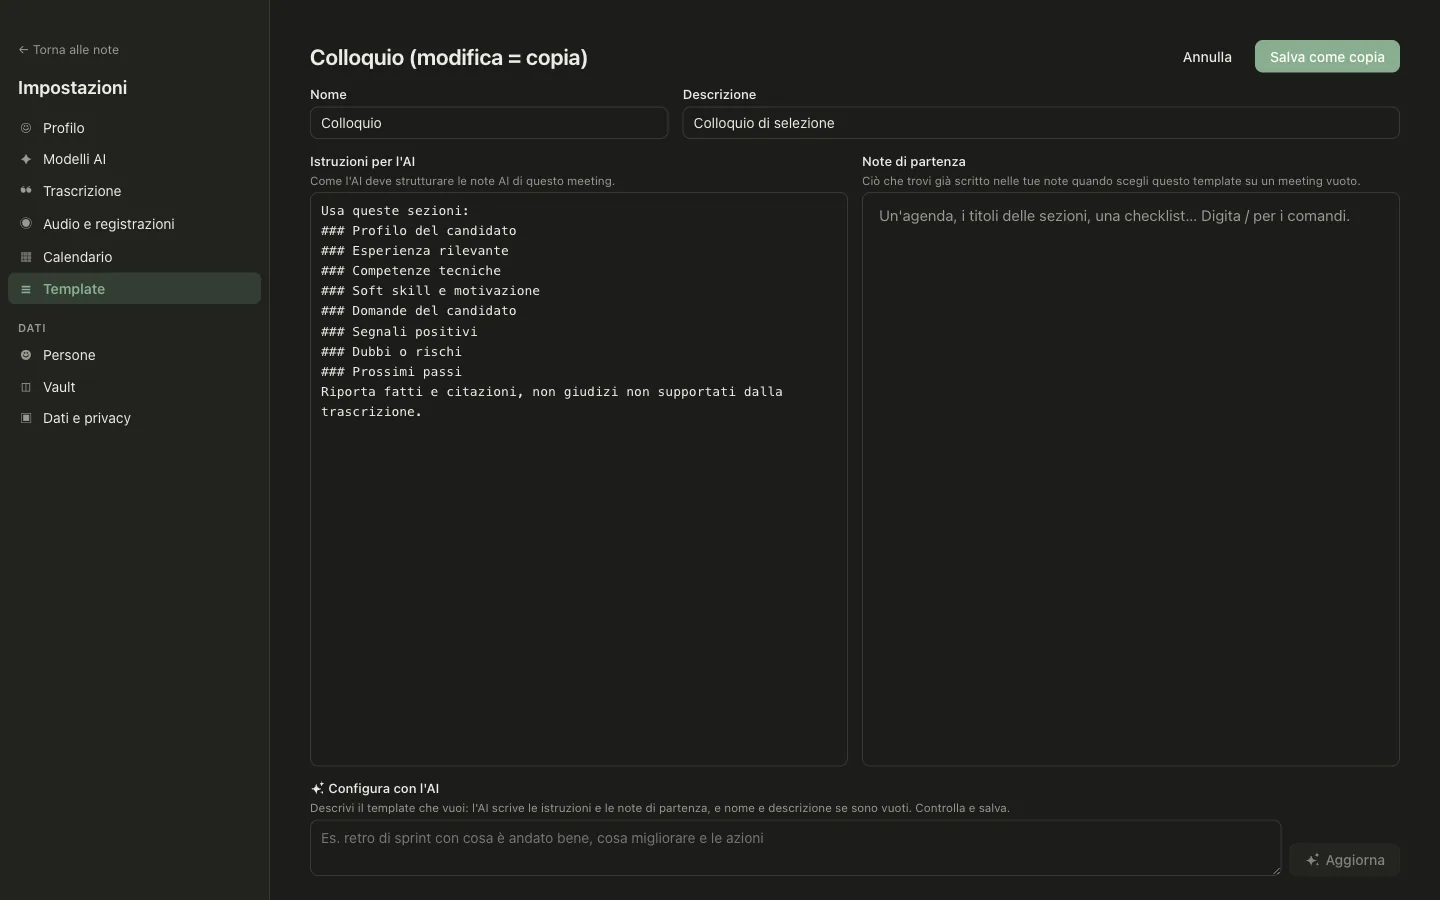 ← Torna alle note
Impostazioni
Profilo
Modelli AI
Trascrizione
Audio e registrazioni
Calendario
Template
DATI
Persone
Vault
Dati e privacy
Colloquio (modifica = copia)
Annulla
Salva come copia
Nome
Descrizione
Colloquio
Colloquio di selezione
Istruzioni per l'AI
Come l'AI deve strutturare le note AI di questo meeting.
Usa queste sezioni:
### Profilo del candidato
### Esperienza rilevante
### Competenze tecniche
### Soft skill e motivazione
### Domande del candidato
### Segnali positivi
### Dubbi o rischi
### Prossimi passi
Riporta fatti e citazioni, non giudizi non supportati dalla
trascrizione.
Note di partenza
Ciò che trovi già scritto nelle tue note quando scegli questo template su un meeting vuoto.
Un'agenda, i titoli delle sezioni, una checklist... Digita / per i comandi.
Configura con l'AI
Descrivi il template che vuoi: l'AI scrive le istruzioni e le note di partenza, e nome e descrizione se sono vuoti. Controlla e salva.
Es. retro di sprint con cosa è andato bene, cosa migliorare e le azioni
Aggiorna